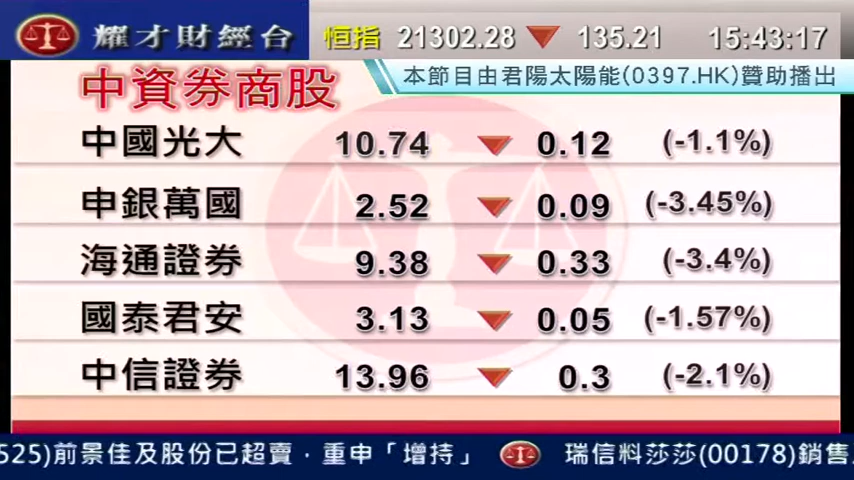 耀才財經台 恒指 21302.28 135.21 15:43:17
本節目由君陽太陽能(0397.HK)贊助播出
中資券商股
中國光大 10.74 0.12 (-1.1%)
申銀萬國 2.52 0.09 (-3.45%)
海通證券 9.38 0.33 (-3.4%)
國泰君安 3.13 0.05 (-1.57%)
中信證券 13.96 0.3 (-2.1%)
525)前景佳及股份已超賣．重申「增持」 瑞信料莎莎(00178)銷售